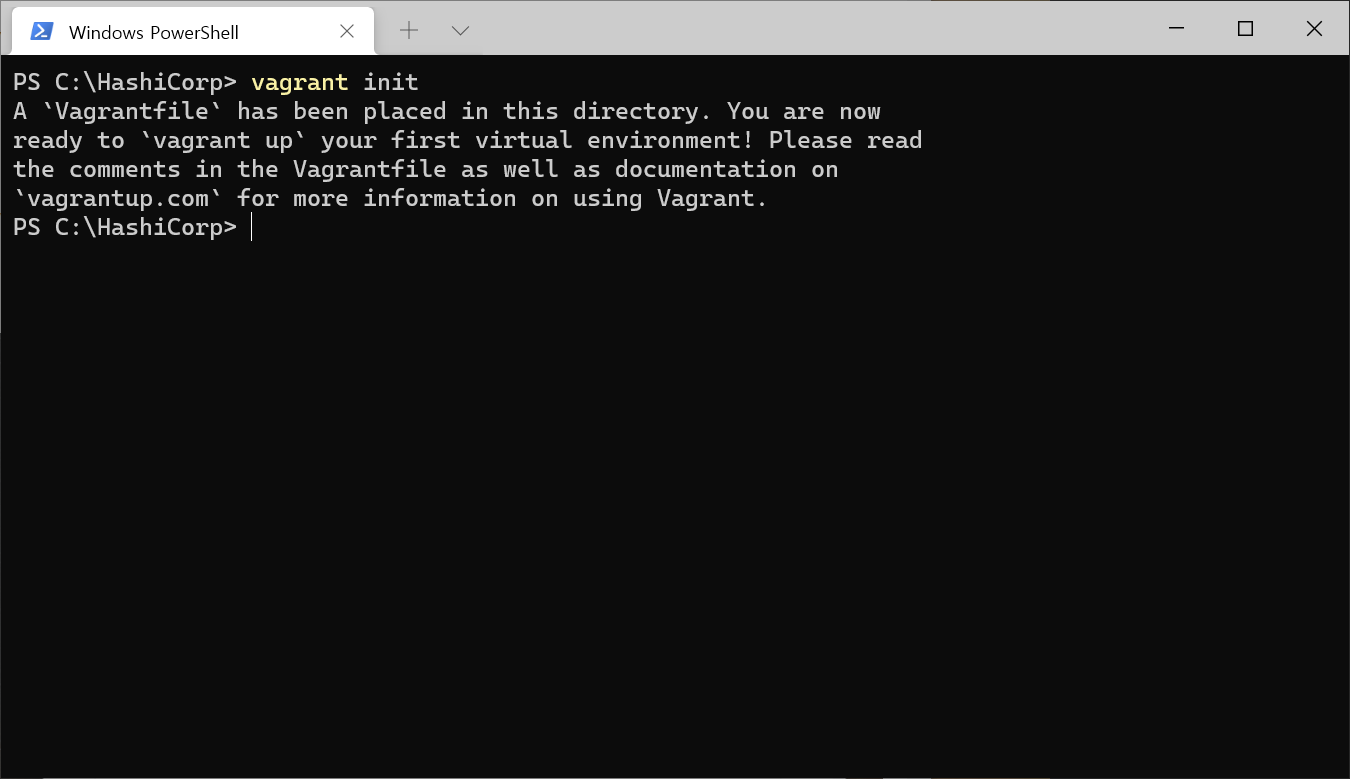 Windows PowerShell
PS C:\HashiCorp> vagrant init
A `Vagrantfile` has been placed in this directory. You are now
ready to `vagrant up` your first virtual environment! Please read
the comments in the Vagrantfile as well as documentation on
`vagrantup.com` for more information on using Vagrant.
PS C:\HashiCorp>